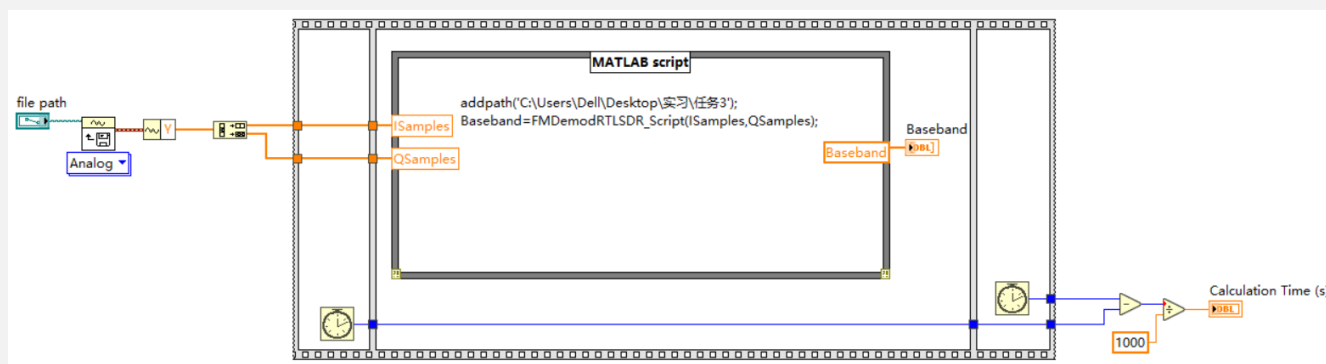 MATLAB script
file path
addpath('C:\Users\Dell\Desktop\实习\任务3');
Baseband=FMDemodRTLSDR_Script(ISamples,QSamples);
ISamples
Y
Analog
QSamples
Baseband
Baseband
DBL
Calculation Time (s)
DBL
1000